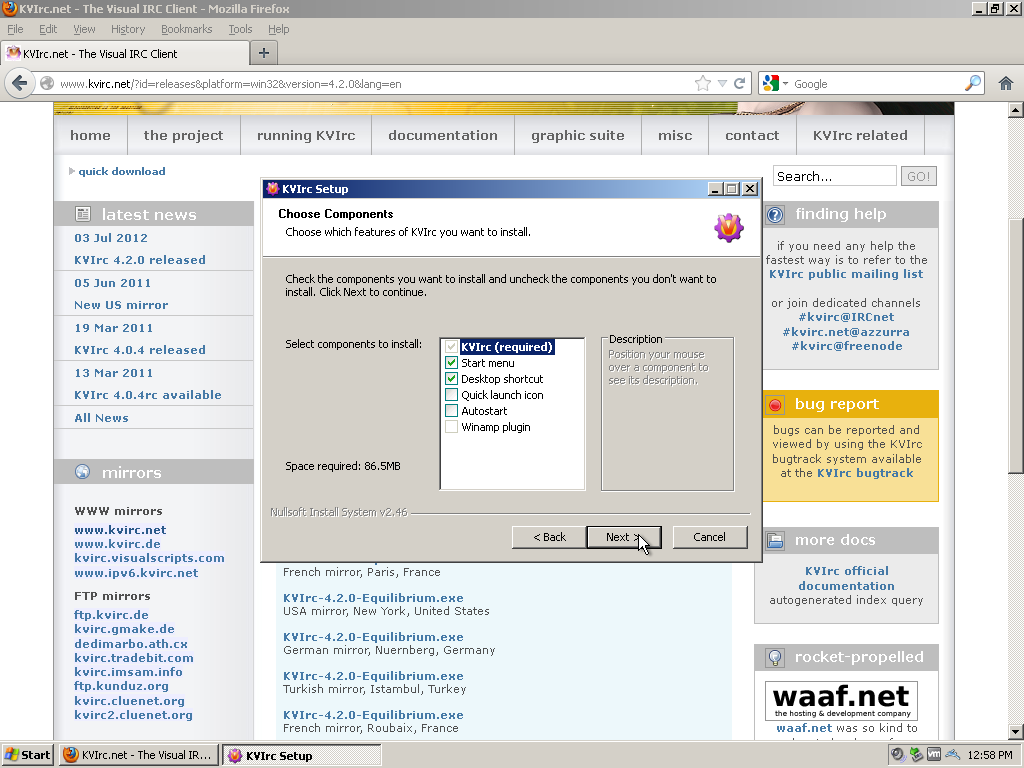 KVIrc.net - The Visual IRC Client - Mozilla Firefox
File Edit View History Bookmarks Tools Help
KVIrc.net - The Visual IRC Client
www.kvirc.net/?id=releases&platform=win32&version=4.2.0&lang=en
Google
home
the project
running KVIrc
documentation
graphic suite
misc
contact
KVIrc related
quick download
Search...
GO!
latest news
03 Jul 2012
KVIrc 4.2.0 released
05 Jun 2011
New US mirror
19 Mar 2011
KVIrc 4.0.4 released
13 Mar 2011
KVIrc 4.0.4rc available
All News
mirrors
WWW mirrors
www.kvirc.net
www.kvirc.de
kvirc.visualscripts.com
www.ipv6.kvirc.net
FTP mirrors
ftp.kvirc.de
kvirc.gmake.de
dedimarbo.ath.cx
kvirc.tradebit.com
kvirc.imsam.info
ftp.kunduz.org
kvirc.cluenet.org
kvirc2.cluenet.org
KVIrc Setup
Choose Components
Choose which features of KVIrc you want to install.
Check the components you want to install and uncheck the components you don't want to
install. Click Next to continue.
Select components to install:
KVIrc (required)
Start menu
Desktop shortcut
Quick launch icon
Autostart
Winamp plugin
Description
Position your mouse
over a component to
see its description.
Space required: 86.5MB
Nullsoft Install System v2.46
< Back
Next >
Cancel
French mirror, Paris, France
KVIrc-4.2.0-Equilibrium.exe
USA mirror, New York, United States
KVIrc-4.2.0-Equilibrium.exe
German mirror, Nuernberg, Germany
KVIrc-4.2.0-Equilibrium.exe
Turkish mirror, Istambul, Turkey
KVIrc-4.2.0-Equilibrium.exe
French mirror, Roubaix, France
finding help
if you need any help the
fastest way is to refer to the
KVIrc public mailing list
or join dedicated channels
#kvirc@IRCnet
#kvirc.net@azzurra
#kvirc@freenode
bug report
bugs can be reported and
viewed by using the KVIrc
bugtrack system available
at the KVIrc bugtrack
more docs
KVIrc official
documentation
autogenerated index query
rocket-propelled
waaf.net
the hosting & development company
waaf.net was so kind to
Start
KVIrc.net - The Visual IR...
KVIrc Setup
12:58 PM